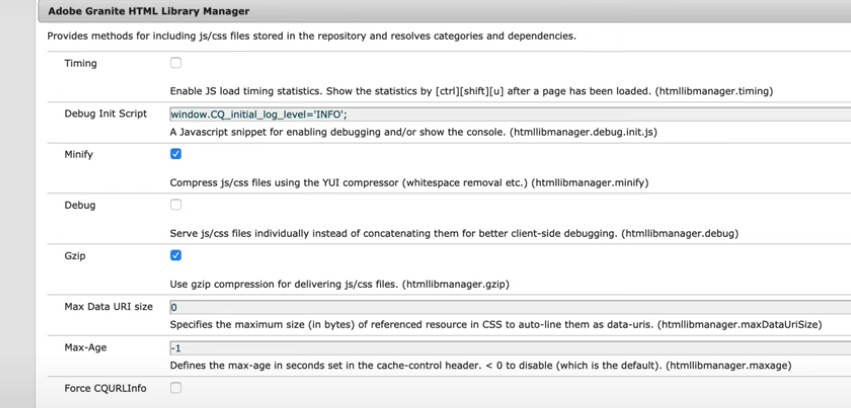 Adobe Granite HTML Library Manager
Provides methods for including js/css files stored in the repository and resolves categories and dependencies.
Timing
Enable JS load timing statistics. Show the statistics by [ctrl][shift][u] after a page has been loaded. (htmllibmanager.timing)
Debug Init Script
window.CQ_initial_log_level='INFO';
A Javascript snippet for enabling debugging and/or show the console. (htmllibmanager.debug.init.js)
Minify
Compress js/css files using the YUI compressor (whitespace removal etc.) (htmllibmanager.minify)
Debug
Serve js/css files individually instead of concatenating them for better client-side debugging. (htmllibmanager.debug)
Gzip
Use gzip compression for delivering js/css files. (htmllibmanager.gzip)
Max Data URI size
0
Specifies the maximum size (in bytes) of referenced resource in CSS to auto-line them as data-uris. (htmllibmanager.maxDataUriSize)
Max-Age
-1
Defines the max-age in seconds set in the cache-control header. < 0 to disable (which is the default). (htmllibmanager.maxage)
Force CQURLInfo